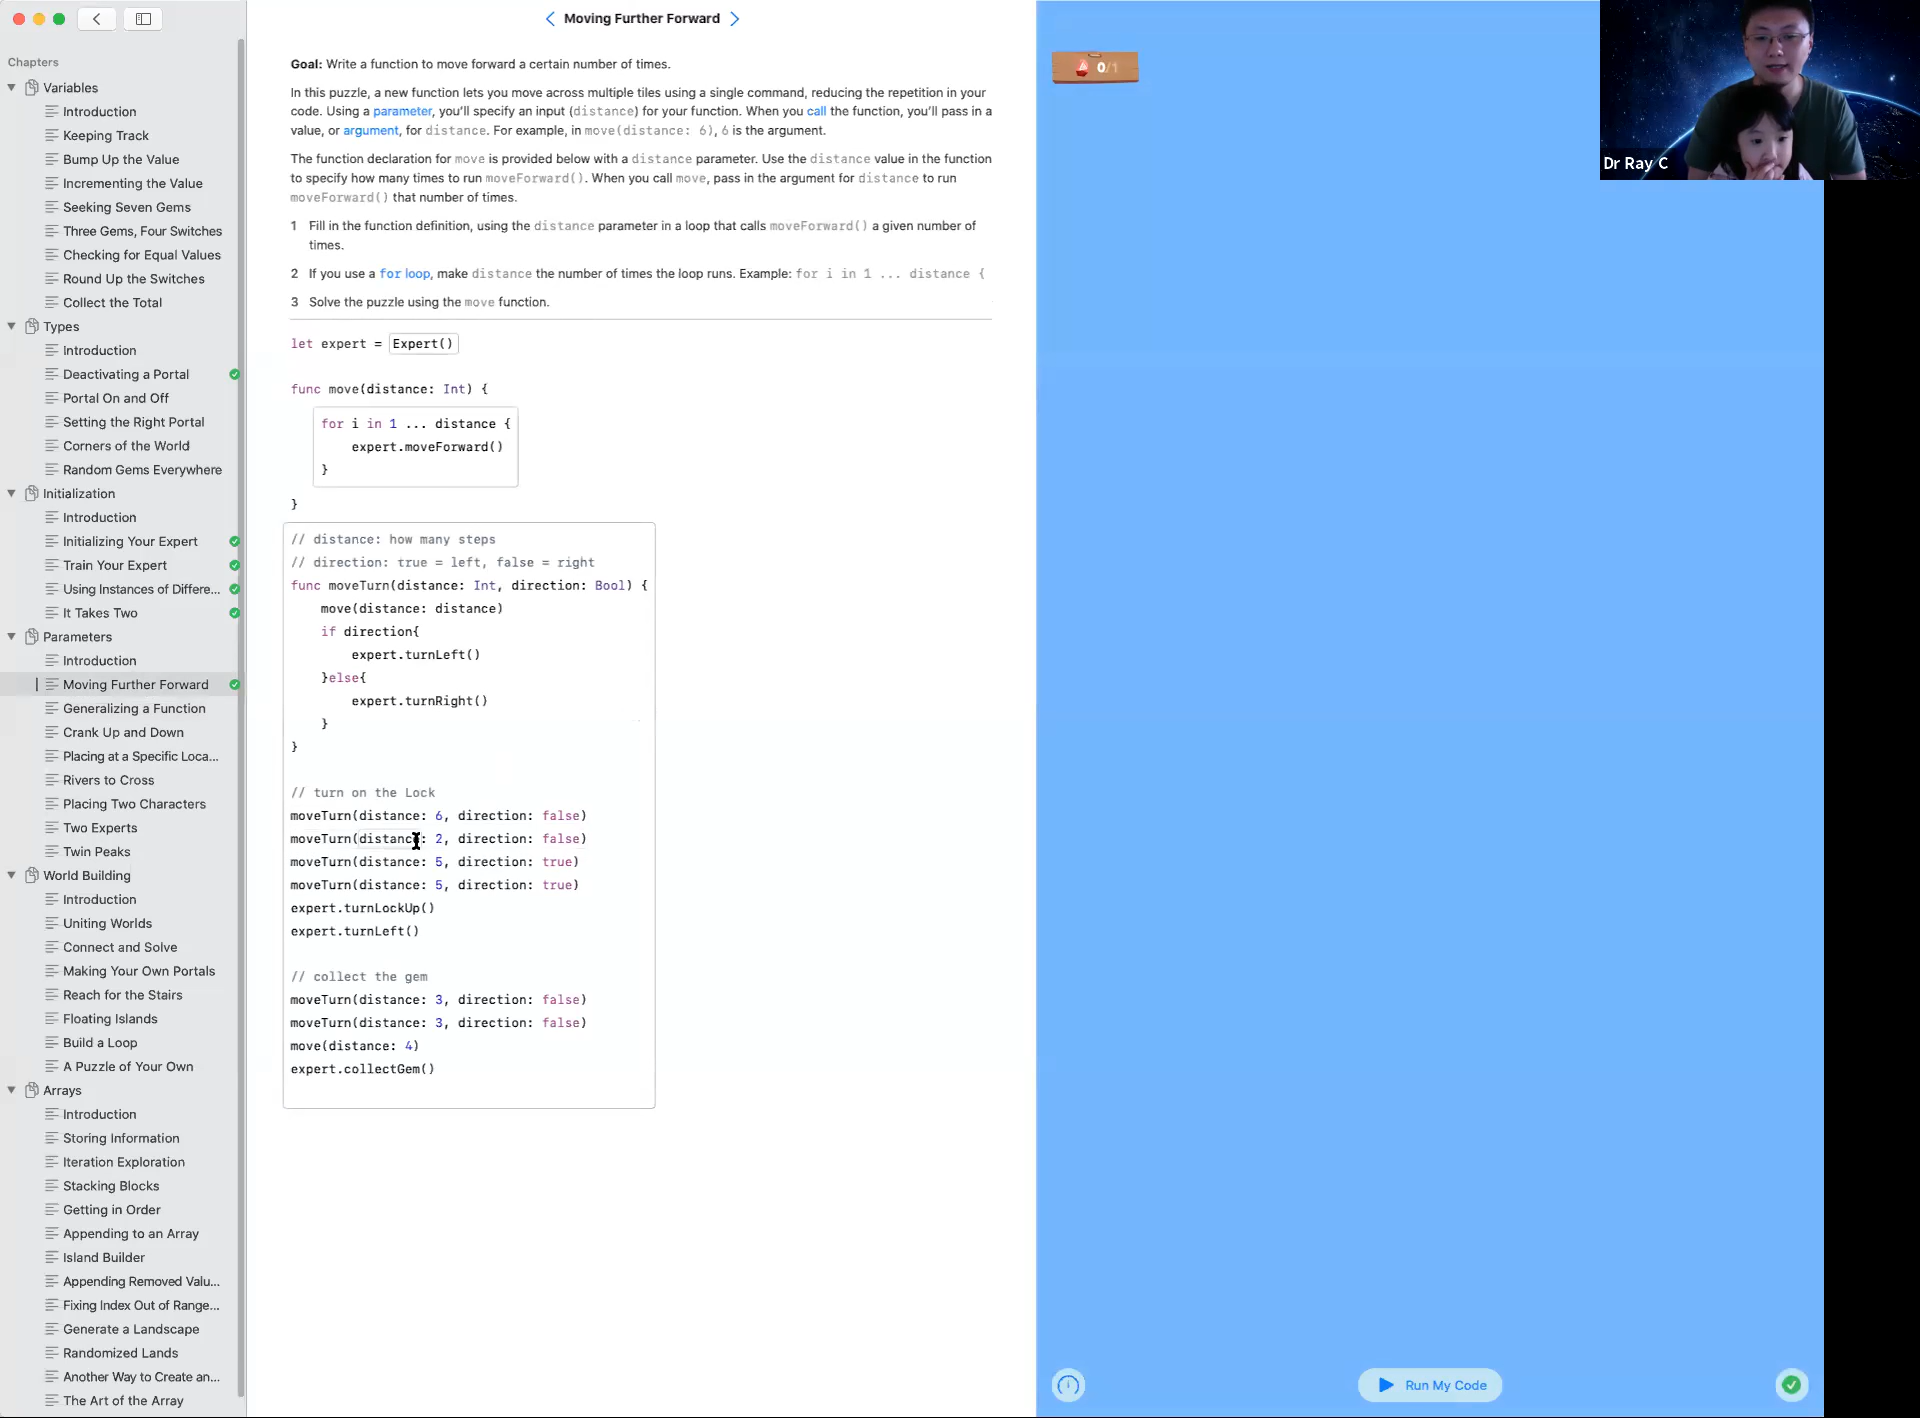 Moving Further Forward
Chapters
Variables
Introduction
Keeping Track
Bump Up the Value
Incrementing the Value
Seeking Seven Gems
Three Gems, Four Switches
Checking for Equal Values
Round Up the Switches
Collect the Total
Types
Introduction
Deactivating a Portal
Portal On and Off
Setting the Right Portal
Corners of the World
Random Gems Everywhere
Initialization
Introduction
Initializing Your Expert
Train Your Expert
Using Instances of Differe...
It Takes Two
Parameters
Introduction
Moving Further Forward
Generalizing a Function
Crank Up and Down
Placing at a Specific Loca...
Rivers to Cross
Placing Two Characters
Two Experts
Twin Peaks
World Building
Introduction
Uniting Worlds
Connect and Solve
Making Your Own Portals
Reach for the Stairs
Floating Islands
Build a Loop
A Puzzle of Your Own
Arrays
Introduction
Storing Information
Iteration Exploration
Stacking Blocks
Getting in Order
Appending to an Array
Island Builder
Appending Removed Valu...
Fixing Index Out of Range...
Generate a Landscape
Randomized Lands
Another Way to Create an...
The Art of the Array
Goal: Write a function to move forward a certain number of times.
In this puzzle, a new function lets you move across multiple tiles using a single command, reducing the repetition in your
code. Using a parameter, you'll specify an input (distance) for your function. When you call the function, you'll pass in a
value, or argument, for distance. For example, in move(distance: 6), 6 is the argument.
The function declaration for move is provided below with a distance parameter. Use the distance value in the function
to specify how many times to run moveForward(). When you call move, pass in the argument for distance to run
moveForward() that number of times.
1 Fill in the function definition, using the distance parameter in a loop that calls moveForward() a given number of
times.
2 If you use a for loop, make distance the number of times the loop runs. Example: for i in 1 ... distance {
3 Solve the puzzle using the move function.
let expert = Expert()
func move(distance: Int) {
for i in 1 ... distance {
expert.moveForward()
}
}
// distance: how many steps
// direction: true = left, false = right
func moveTurn(distance: Int, direction: Bool) {
move(distance: distance)
if direction{
expert.turnLeft()
}else{
expert.turnRight()
}
}
// turn on the Lock
moveTurn(distance: 6, direction: false)
moveTurn(distance: 2, direction: false)
moveTurn(distance: 5, direction: true)
moveTurn(distance: 5, direction: true)
expert.turnLockUp()
expert.turnLeft()
// collect the gem
moveTurn(distance: 3, direction: false)
moveTurn(distance: 3, direction: false)
move(distance: 4)
expert.collectGem()
0/1
Dr Ray C
Run My Code